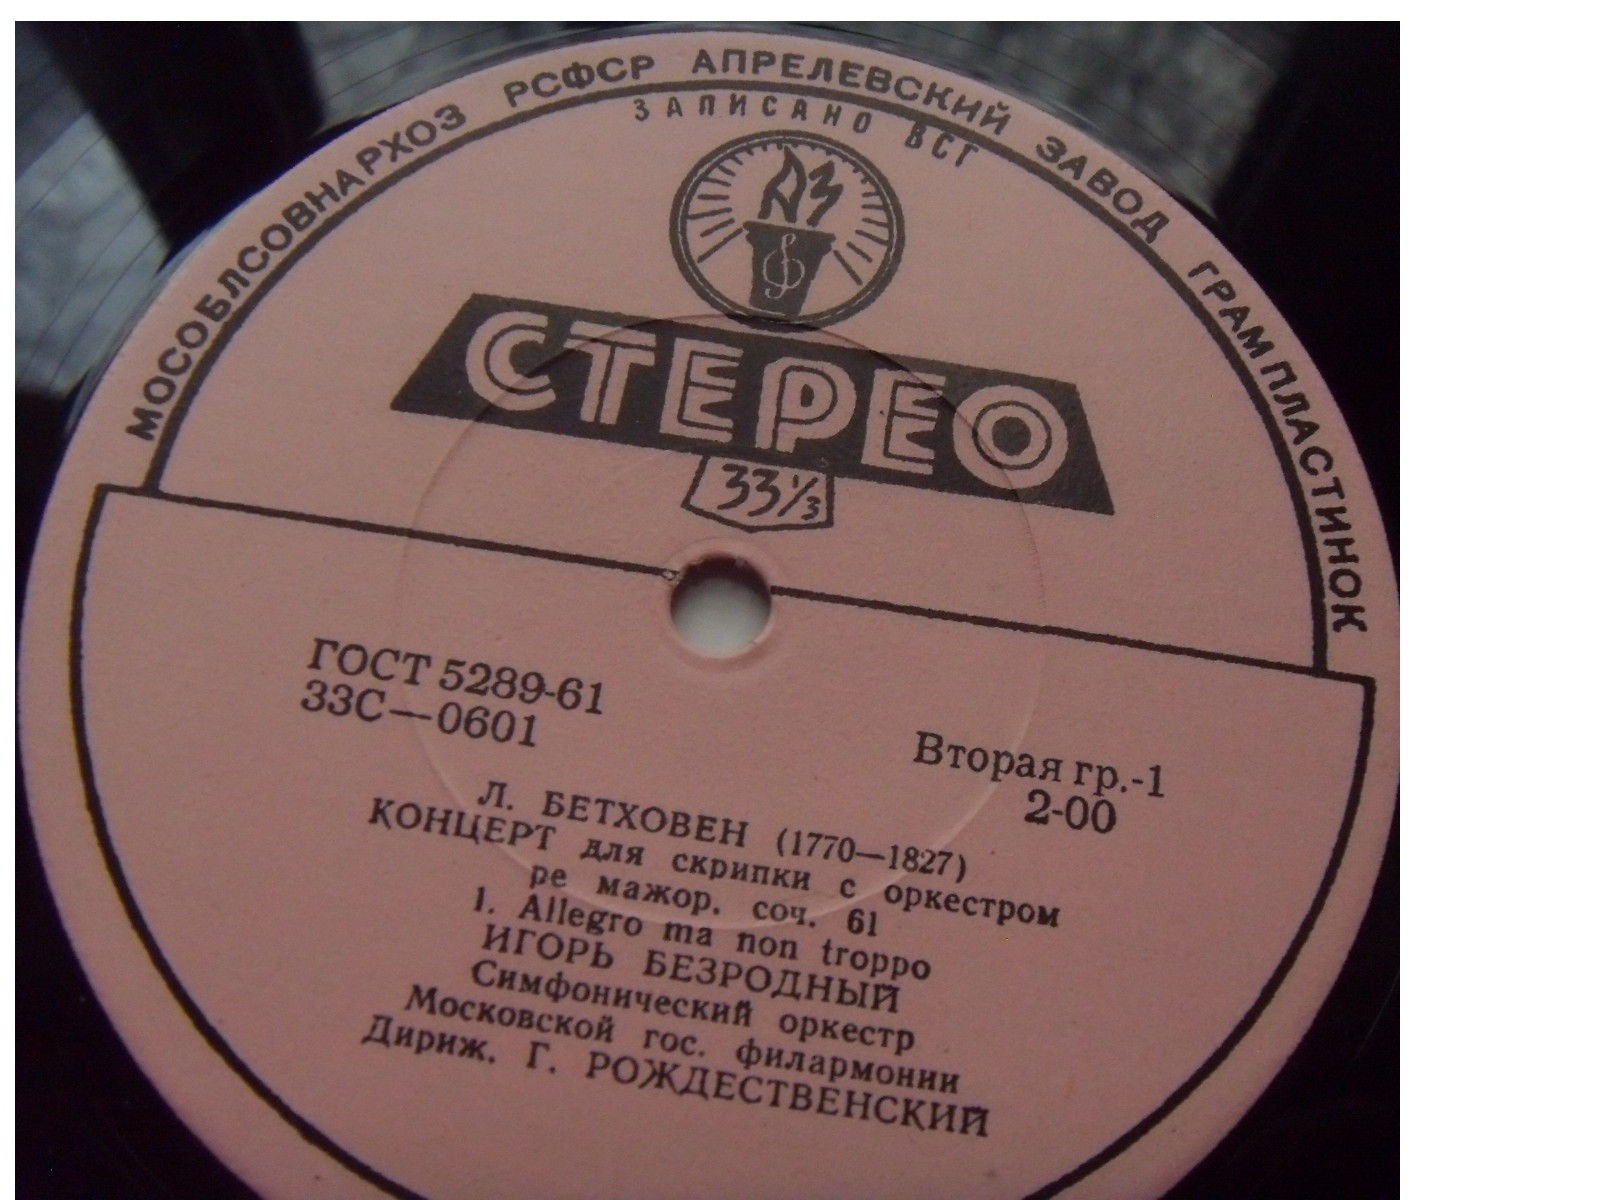 МОСОБЛСОВНАРХОЗ РСФСР АПРЕЛЕВСКИЙ ЗАВОД ГРАМПЛАСТИНОК
ЗАПИСАНО ВСГ
АЗ
СТЕРЕО
33⅓
ГОСТ 5289-61
33С—0601
Вторая гр.-1
2-00
Л. БЕТХОВЕН (1770—1827)
КОНЦЕРТ для скрипки с оркестром
ре мажор. соч. 61
1. Allegro ma non troppo
ИГОРЬ БЕЗРОДНЫЙ
Симфонический оркестр
Московской гос. филармонии
Дириж. Г. РОЖДЕСТВЕНСКИЙ